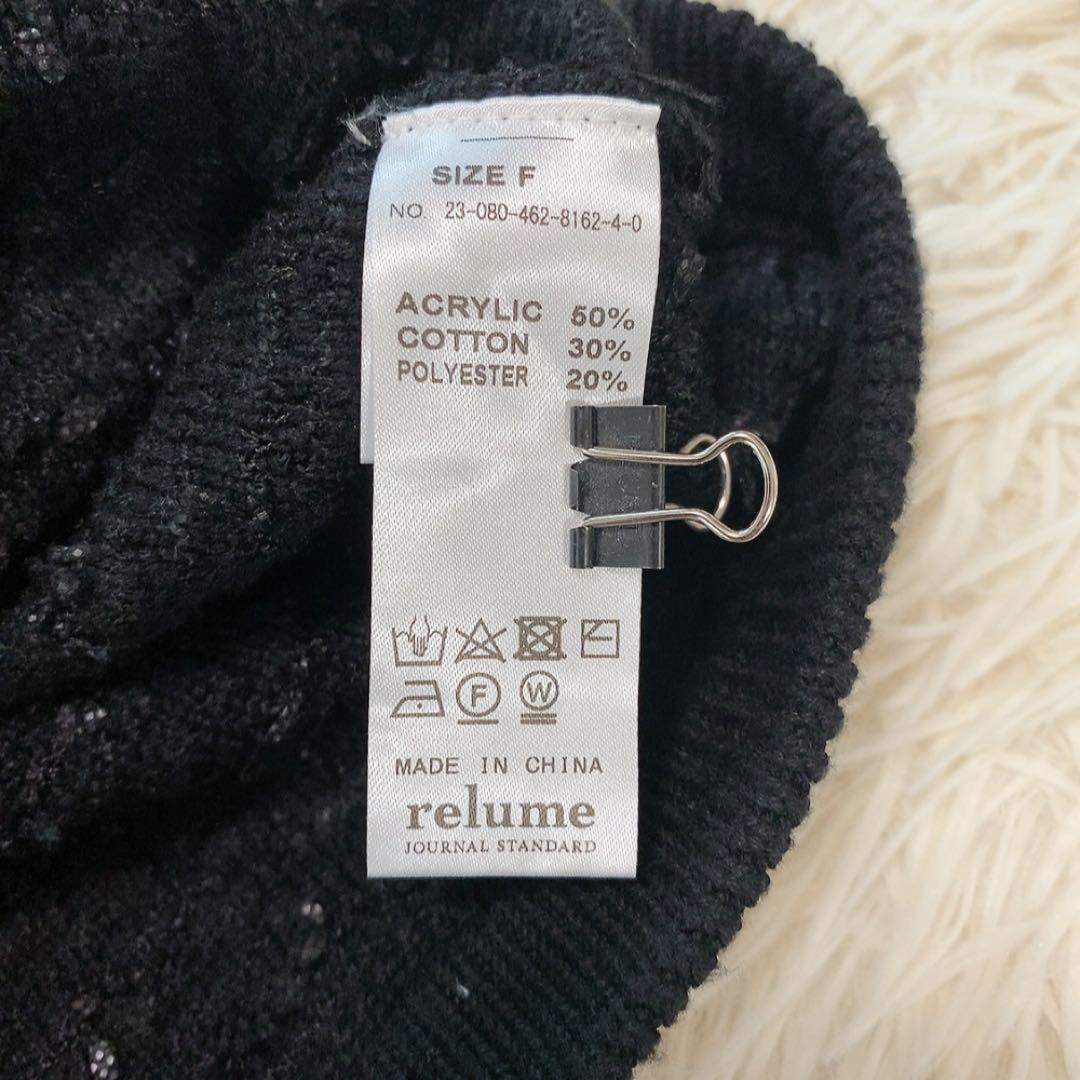 SIZE F
NO. 23-080-462-8162-4-0
ACRYLIC 50%
COTTON 30%
POLYESTER 20%
F W
MADE IN CHINA
relume
JOURNAL STANDARD